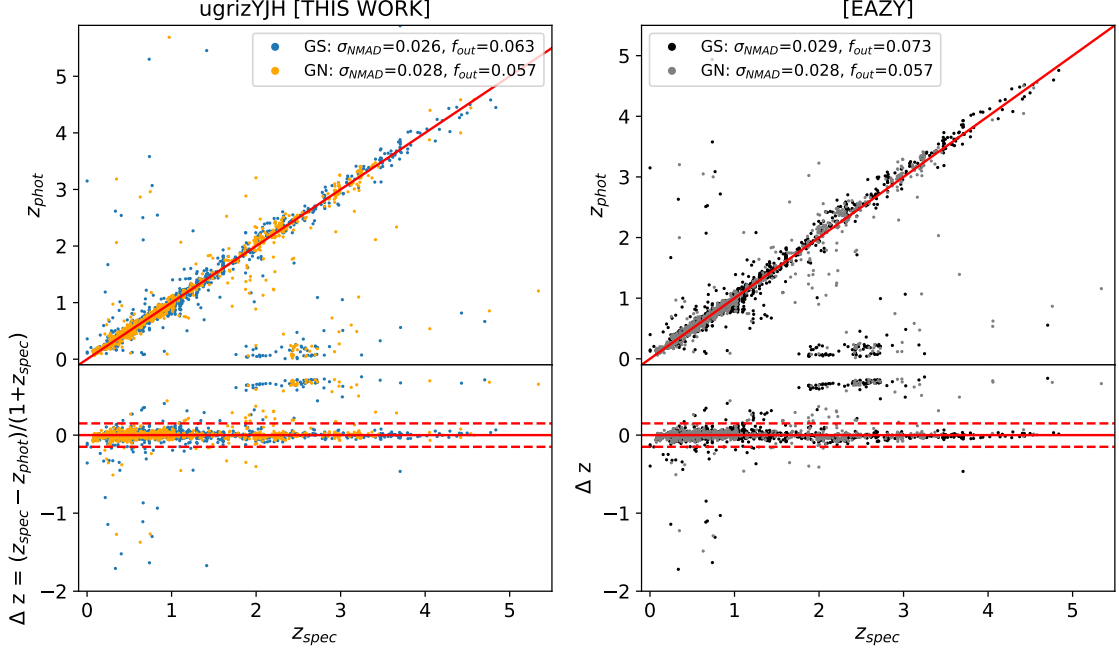 ugrizYJH [THIS WORK]
GS: σNMAD=0.026, fout=0.063
GN: σNMAD=0.028, fout=0.057
5
4
3
2
1
0
zphot
0
−1
−2
Δ z = (zspec − zphot)/(1+zspec)
0 1 2 3 4 5
zspec
[EAZY]
GS: σNMAD=0.029, fout=0.073
GN: σNMAD=0.028, fout=0.057
5
4
3
2
1
0
zphot
0
−1
−2
Δ z
0 1 2 3 4 5
zspec